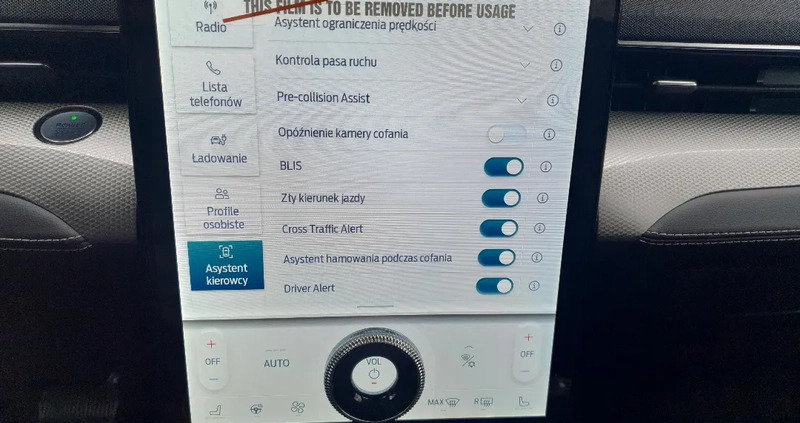 THIS FILM IS TO BE REMOVED BEFORE USAGE
Radio
Asystent ograniczenia prędkości
Lista
telefonów
Kontrola pasa ruchu
Pre-collision Assist
Ładowanie
Opóźnienie kamery cofania
BLIS
Profile
osobiste
Zły kierunek jazdy
Cross Traffic Alert
Asystent
kierowcy
Asystent hamowania podczas cofania
Driver Alert
+
OFF
−
AUTO
VOL
+
OFF
−
MAX
R